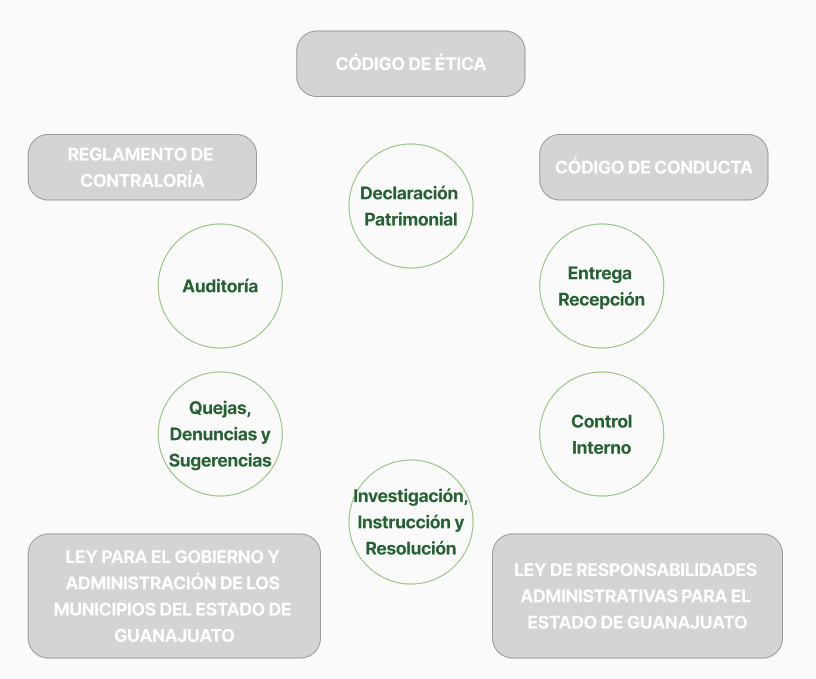 CÓDIGO DE ÉTICA
REGLAMENTO DE
CONTRALORÍA
CÓDIGO DE CONDUCTA
Declaración
Patrimonial
Auditoría
Entrega
Recepción
Quejas,
Denuncias y
Sugerencias
Control
Interno
Investigación,
Instrucción y
Resolución
LEY PARA EL GOBIERNO Y
ADMINISTRACIÓN DE LOS
MUNICIPIOS DEL ESTADO DE
GUANAJUATO
LEY DE RESPONSABILIDADES
ADMINISTRATIVAS PARA EL
ESTADO DE GUANAJUATO